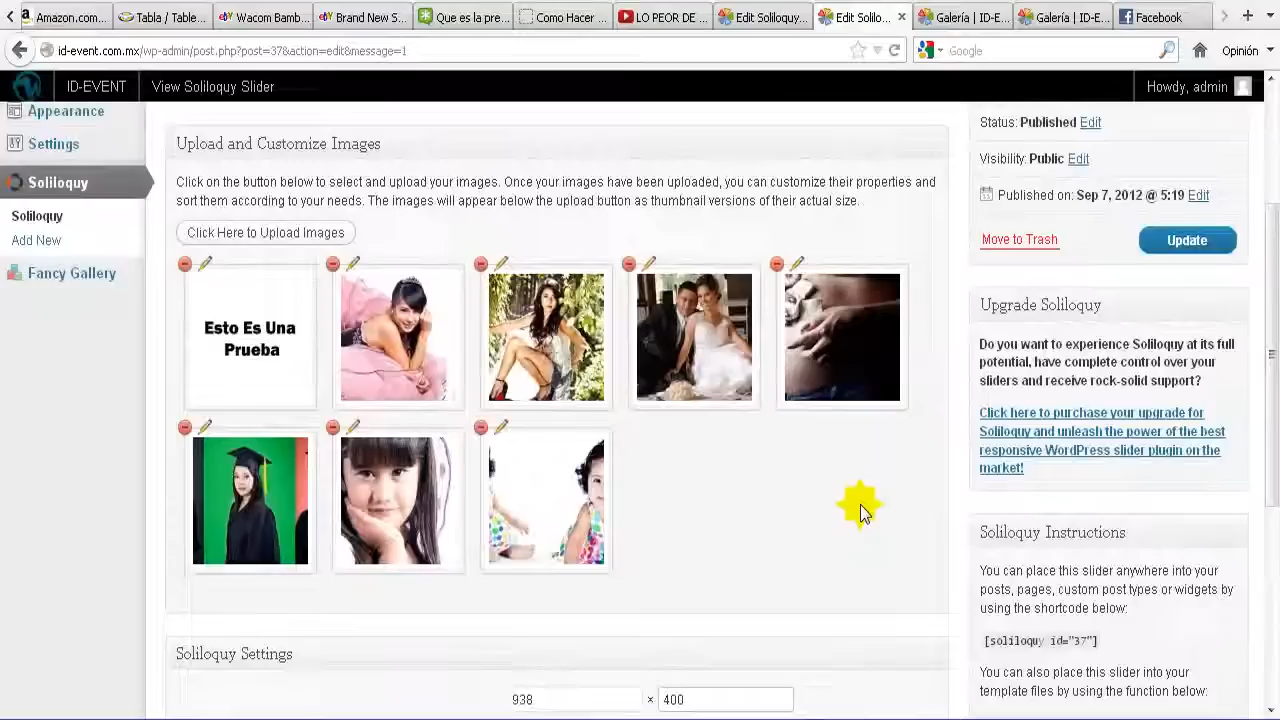 Amazon.com...
Tabla / Table...
Wacom Bamb...
Brand New S...
Que es la pre...
Como Hacer ...
LO PEOR DE ...
Edit Soliloquy...
Edit Solilo...
Galería | ID-E...
Galería | ID-E...
Facebook
id-event.com.mx/wp-admin/post.php?post=37&action=edit&message=1
Google
Opinión
ID-EVENT
View Soliloquy Slider
Howdy, admin
Appearance
Settings
Soliloquy
Soliloquy
Add New
Fancy Gallery
Upload and Customize Images
Click on the button below to select and upload your images. Once your images have been uploaded, you can customize their properties and
sort them according to your needs. The images will appear below the upload button as thumbnail versions of their actual size.
Click Here to Upload Images
Esto Es Una
Prueba
Soliloquy Settings
938 × 400
Status: Published Edit
Visibility: Public Edit
Published on: Sep 7, 2012 @ 5:19 Edit
Move to Trash
Update
Upgrade Soliloquy
Do you want to experience Soliloquy at its full
potential, have complete control over your
sliders and receive rock-solid support?
Click here to purchase your upgrade for
Soliloquy and unleash the power of the best
responsive WordPress slider plugin on the
market!
Soliloquy Instructions
You can place this slider anywhere into your
posts, pages, custom post types or widgets by
using the shortcode below:
[soliloquy id="37"]
You can also place this slider into your
template files by using the function below: